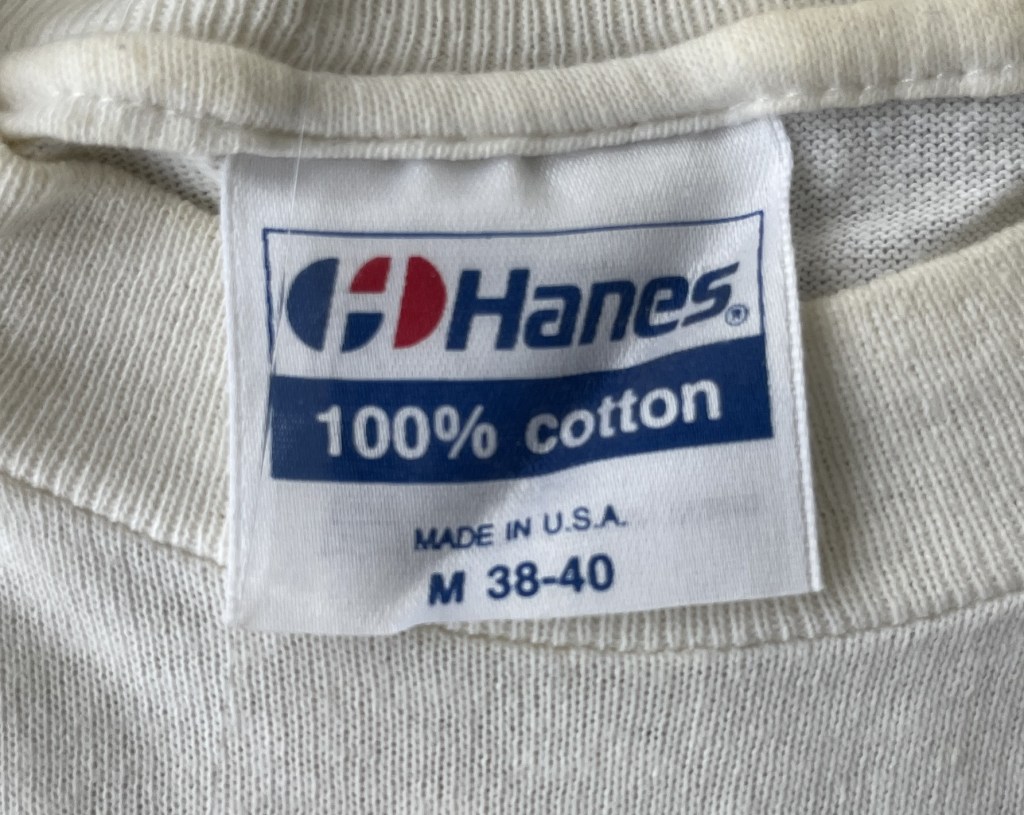 Hanes®
100% cotton
MADE IN U.S.A.
M 38-40